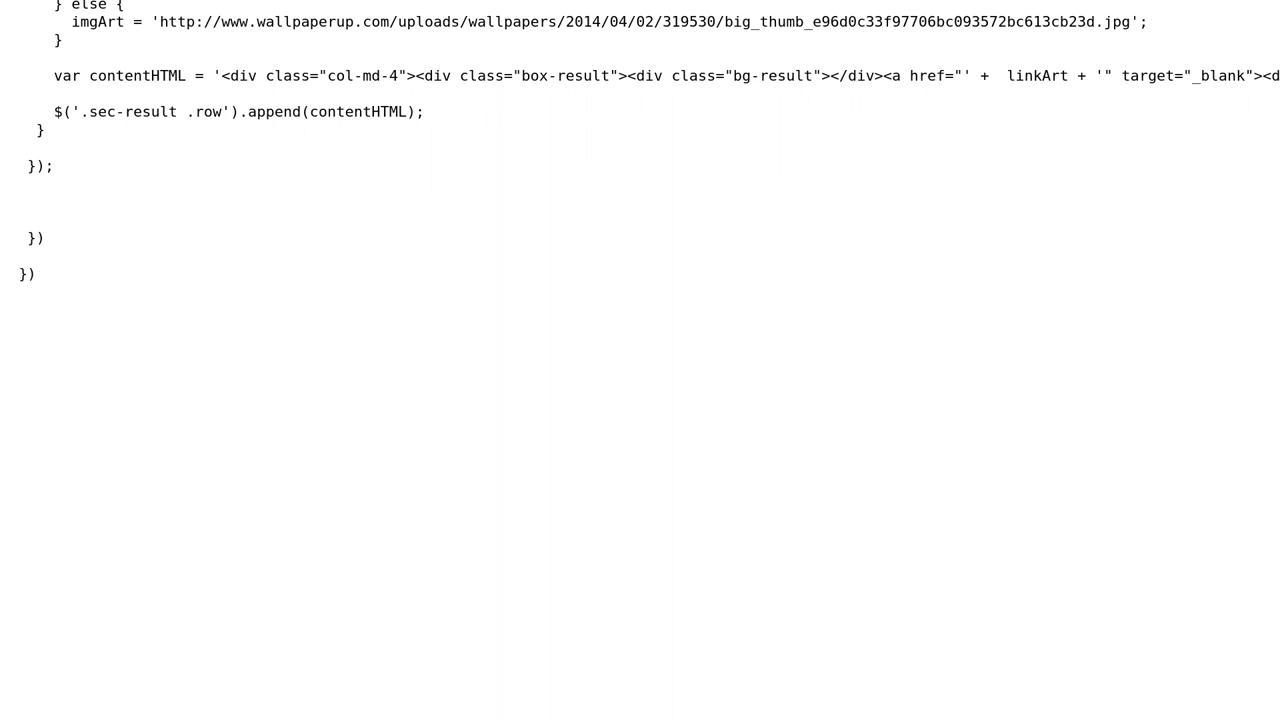 } else {
imgArt = 'http://www.wallpaperup.com/uploads/wallpapers/2014/04/02/319530/big_thumb_e96d0c33f97706bc093572bc613cb23d.jpg';
}
var contentHTML = '<div class="col-md-4"><div class="box-result"><div class="bg-result"></div><a href="' +  linkArt + '" target="_blank"><d
$('.sec-result .row').append(contentHTML);
}
});
})
})